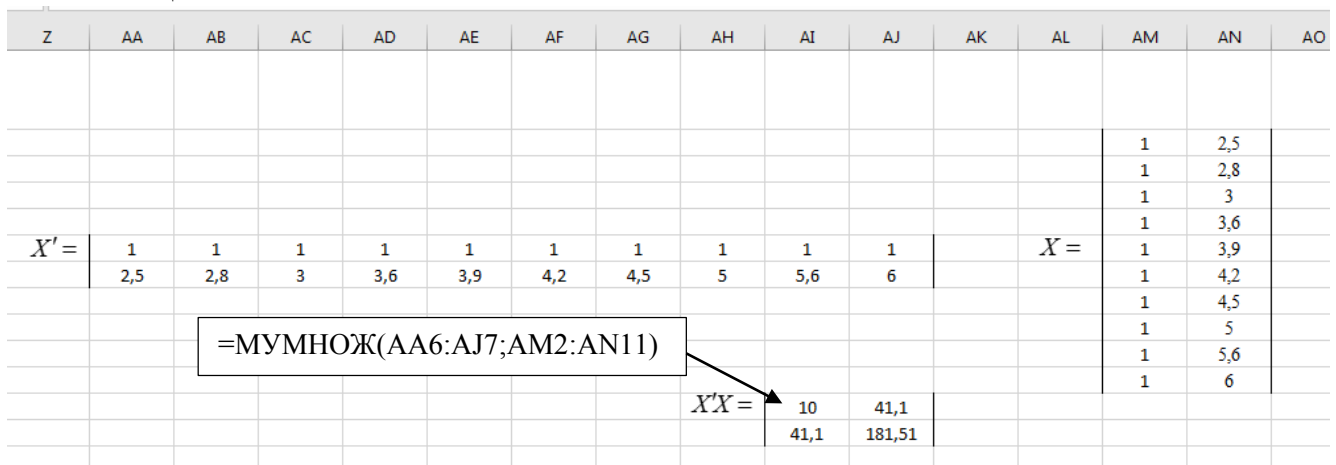 Z AA AB AC AD AE AF AG AH AI AJ AK AL AM AN AO
1 2,5
1 2,8
1 3
1 3,6
X' = 1 1 1 1 1 1 1 1 1 1 X = 1 3,9
2,5 2,8 3 3,6 3,9 4,2 4,5 5 5,6 6 1 4,2
1 4,5
=МУМНОЖ(AA6:AJ7;AM2:AN11) 1 5
1 5,6
1 6
X'X = 10 41,1
41,1 181,51